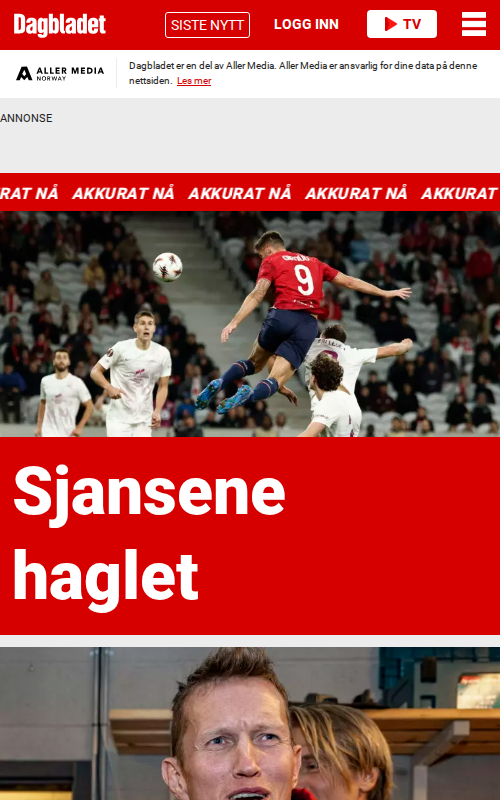 Dagbladet
SISTE NYTT
LOGG INN
TV
ALLER MEDIA
NORWAY
Dagbladet er en del av Aller Media. Aller Media er ansvarlig for dine data på denne
nettsiden. Les mer
ANNONSE
RAT NÅ AKKURAT NÅ AKKURAT NÅ AKKURAT NÅ AKKURAT
9
Sjansene
haglet